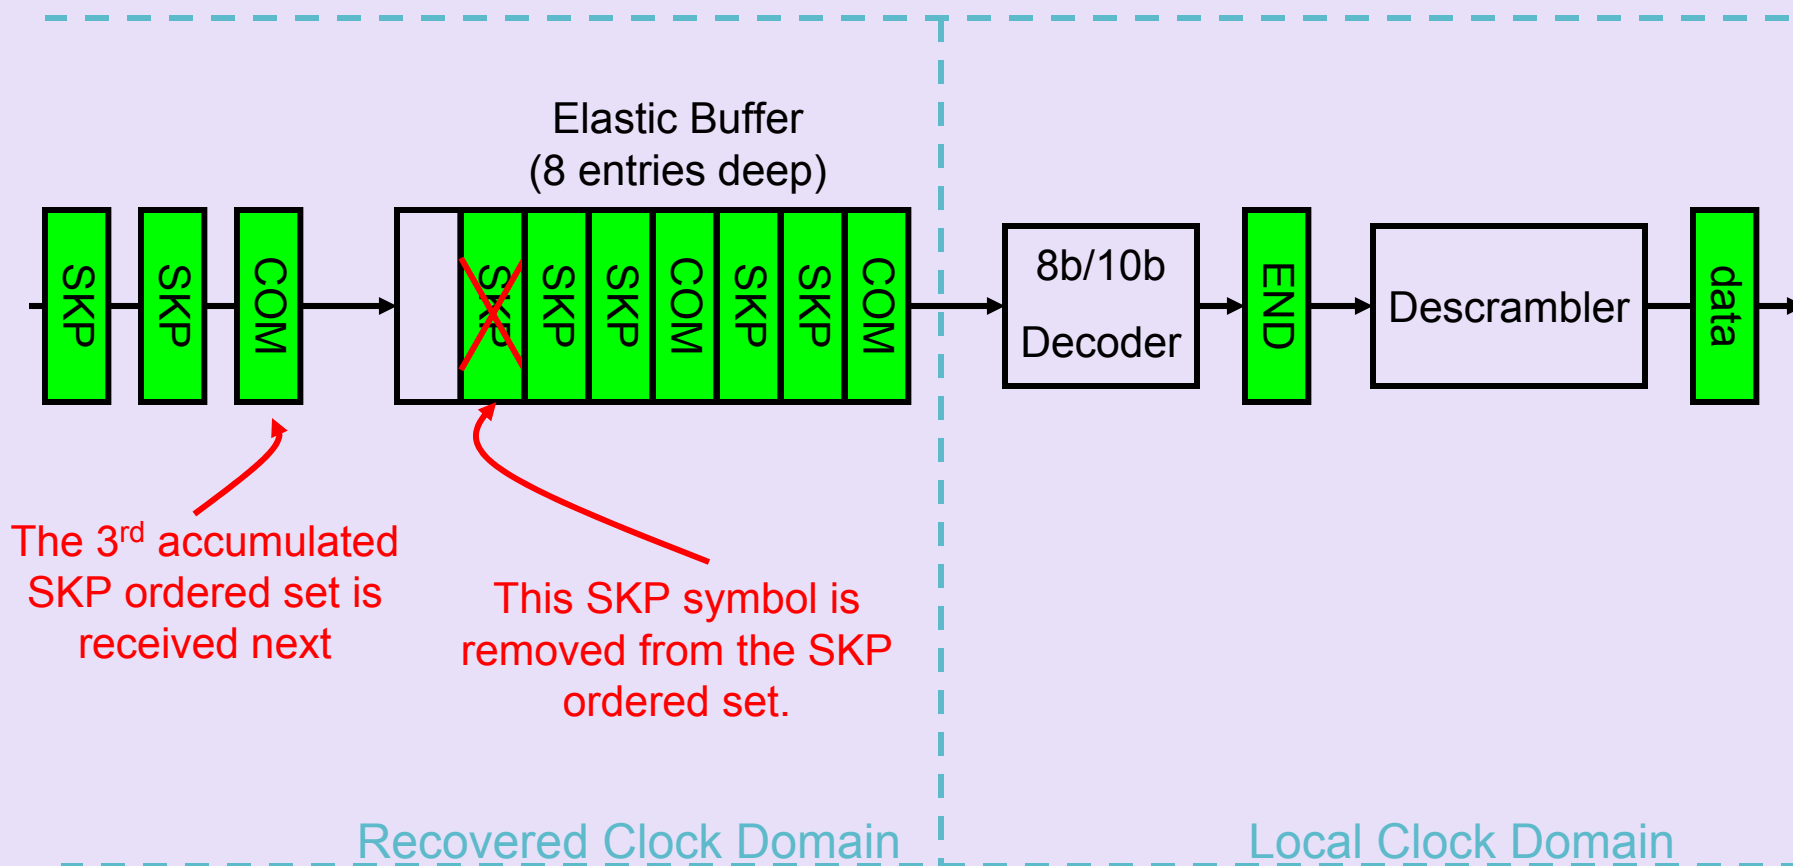 Elastic Buffer
(8 entries deep)
SKP
SKP
COM
SKP
SKP
SKP
COM
SKP
SKP
COM
8b/10b
Decoder
END
Descrambler
data
The 3rd accumulated
SKP ordered set is
received next
This SKP symbol is
removed from the SKP
ordered set.
Recovered Clock Domain
Local Clock Domain